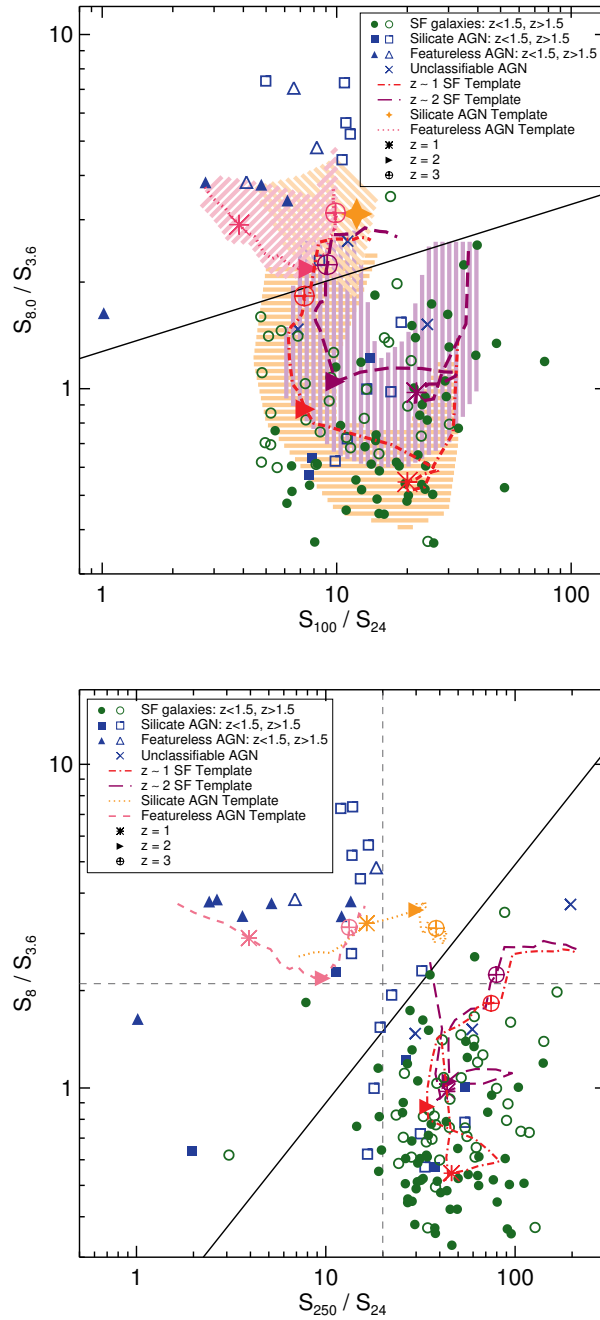 10
SF galaxies: z<1.5, z>1.5
Silicate AGN: z<1.5, z>1.5
Featureless AGN: z<1.5, z>1.5
Unclassifiable AGN
z ~ 1 SF Template
z ~ 2 SF Template
Silicate AGN Template
Featureless AGN Template
z = 1
z = 2
z = 3
S8.0 / S3.6
1
1 10 100
S100 / S24
SF galaxies: z<1.5, z>1.5
Silicate AGN: z<1.5, z>1.5
Featureless AGN: z<1.5, z>1.5
Unclassifiable AGN
z ~ 1 SF Template
z ~ 2 SF Template
Silicate AGN Template
Featureless AGN Template
z = 1
z = 2
z = 3
10
S8 / S3.6
1
1 10 100
S250 / S24